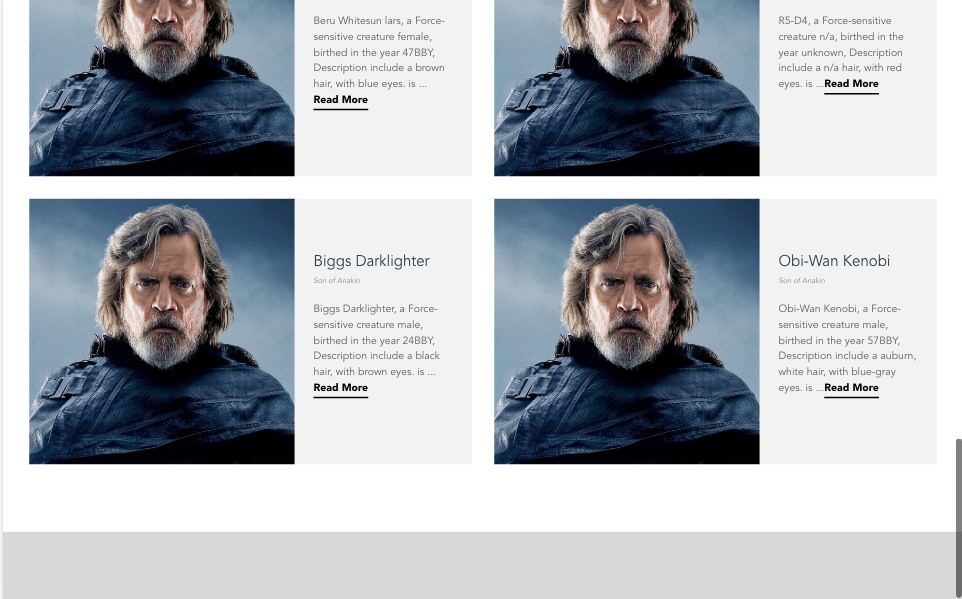 Beru Whitesun lars, a Force-
sensitive creature female,
birthed in the year 47BBY,
Description include a brown
hair, with blue eyes. is ...
Read More
R5-D4, a Force-sensitive
creature n/a, birthed in the
year unknown, Description
include a n/a hair, with red
eyes. is ...Read More
Biggs Darklighter
Son of Anakin
Biggs Darklighter, a Force-
sensitive creature male,
birthed in the year 24BBY,
Description include a black
hair, with brown eyes. is ...
Read More
Obi-Wan Kenobi
Son of Anakin
Obi-Wan Kenobi, a Force-
sensitive creature male,
birthed in the year 57BBY,
Description include a auburn,
white hair, with blue-gray
eyes. is ...Read More